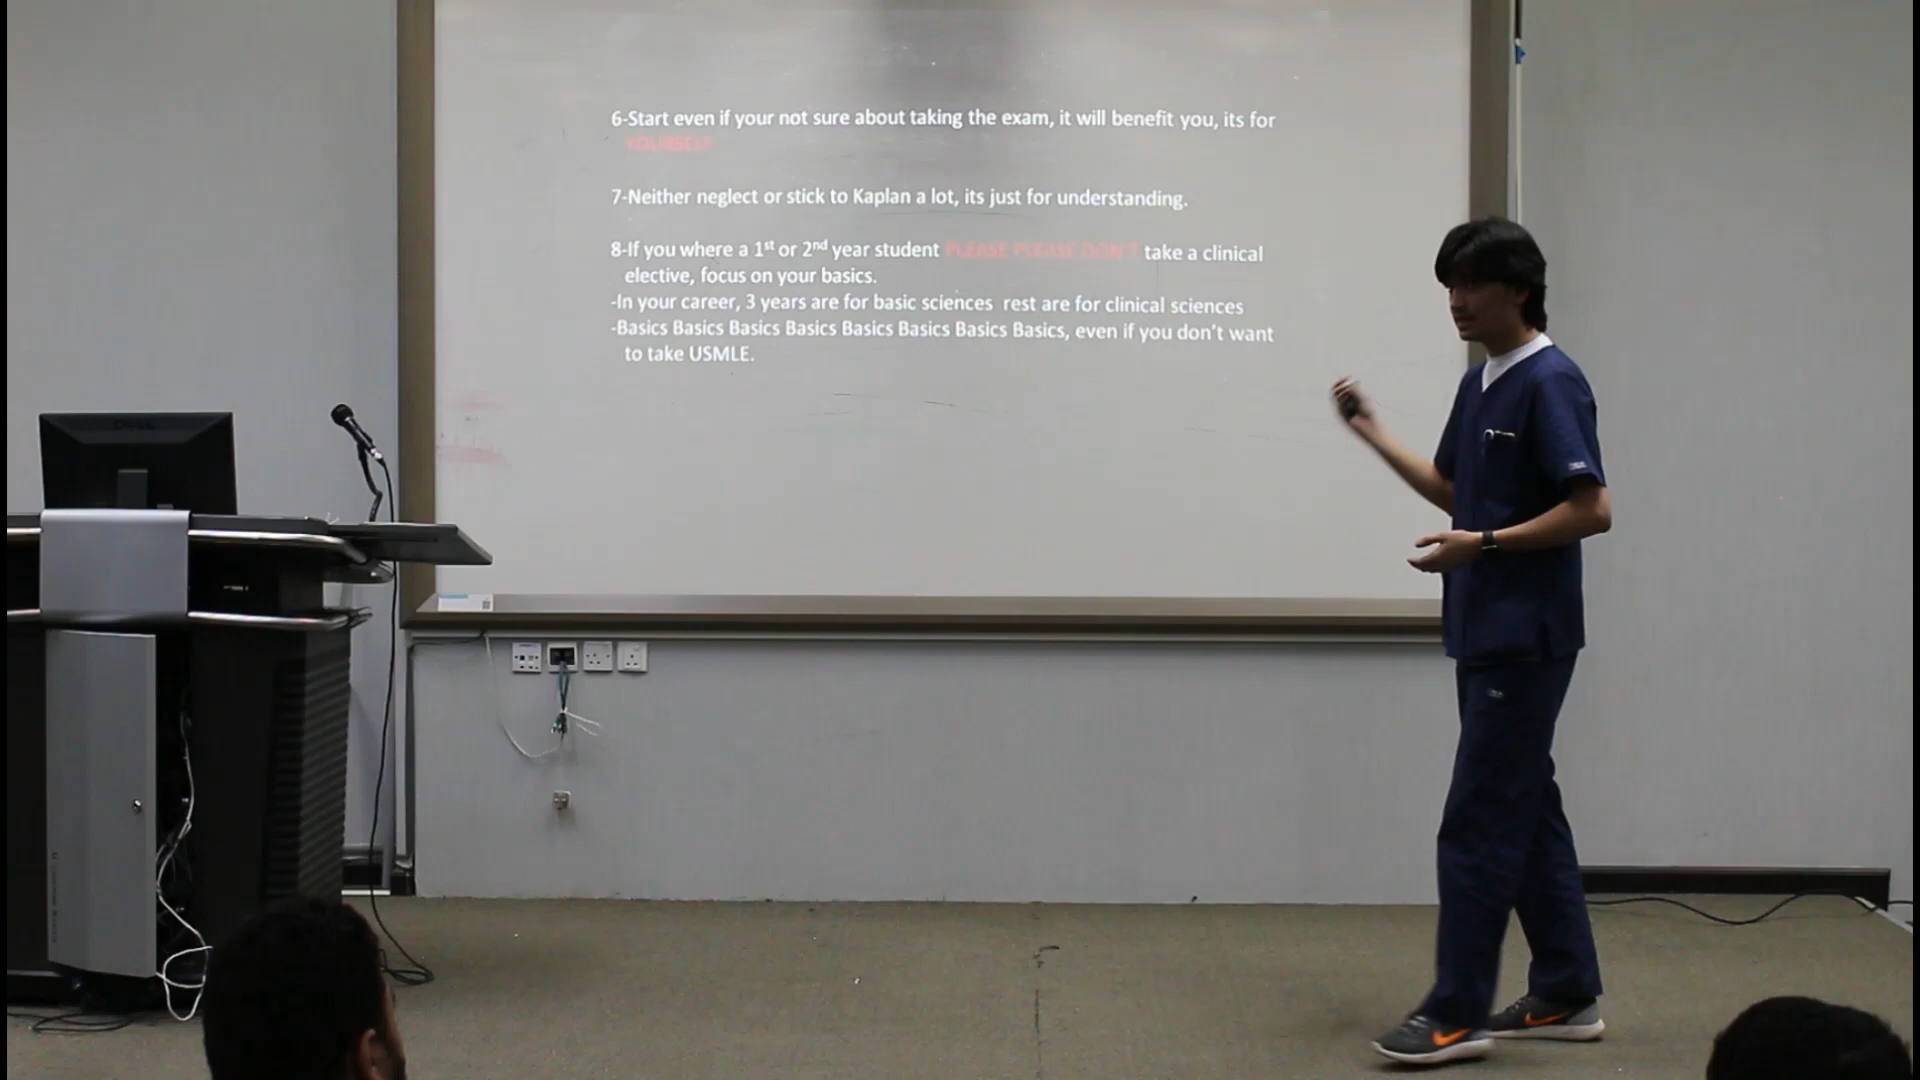 6-Start even if your not sure about taking the exam, it will benefit you, its for
YOURSELF
7-Neither neglect or stick to Kaplan a lot, its just for understanding.
8-If you where a 1st or 2nd year student PLEASE PLEASE DON'T take a clinical
elective, focus on your basics.
-In your career, 3 years are for basic sciences rest are for clinical sciences
-Basics Basics Basics Basics Basics Basics Basics Basics, even if you don't want
to take USMLE.
DELL